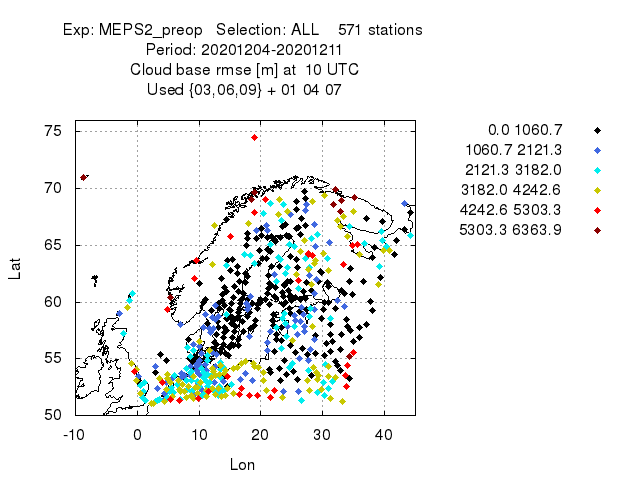 Exp: MEPS2_preop   Selection: ALL    571 stations
Period: 20201204-20201211
Cloud base rmse [m] at  10 UTC
Used {03,06,09} + 01 04 07
0.0 1060.7
1060.7 2121.3
2121.3 3182.0
3182.0 4242.6
4242.6 5303.3
5303.3 6363.9
75
70
65
60
55
50
Lat
-10 0 10 20 30 40
Lon